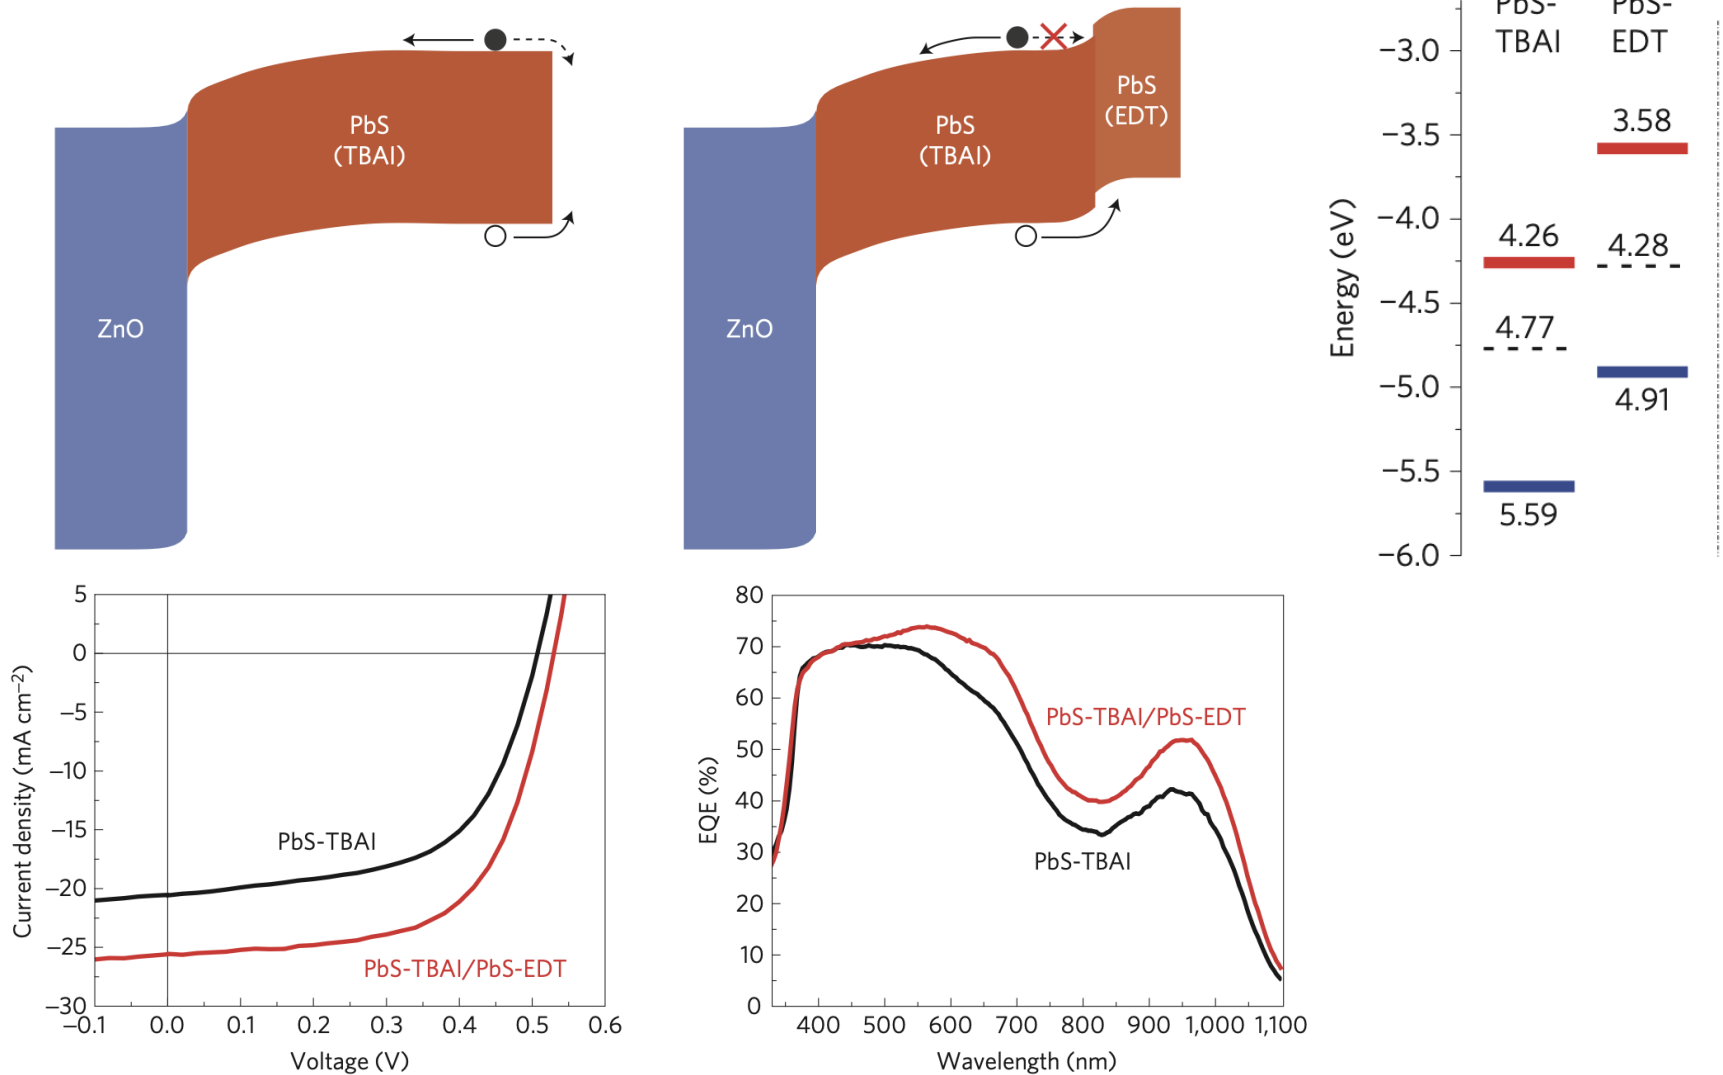 PbS
(TBAI)
ZnO
PbS
(TBAI)
PbS
(EDT)
ZnO
PbS-
TBAI
PbS-
EDT
Energy (eV)
−3.0
−3.5
−4.0
−4.5
−5.0
−5.5
−6.0
3.58
4.26
4.28
4.77
4.91
5.59
Current density (mA cm−2)
5
0
−5
−10
−15
−20
−25
−30
PbS-TBAI
PbS-TBAI/PbS-EDT
−0.1 0.0 0.1 0.2 0.3 0.4 0.5 0.6
Voltage (V)
EQE (%)
80
70
60
50
40
30
20
10
0
PbS-TBAI/PbS-EDT
PbS-TBAI
400 500 600 700 800 900 1,000 1,100
Wavelength (nm)